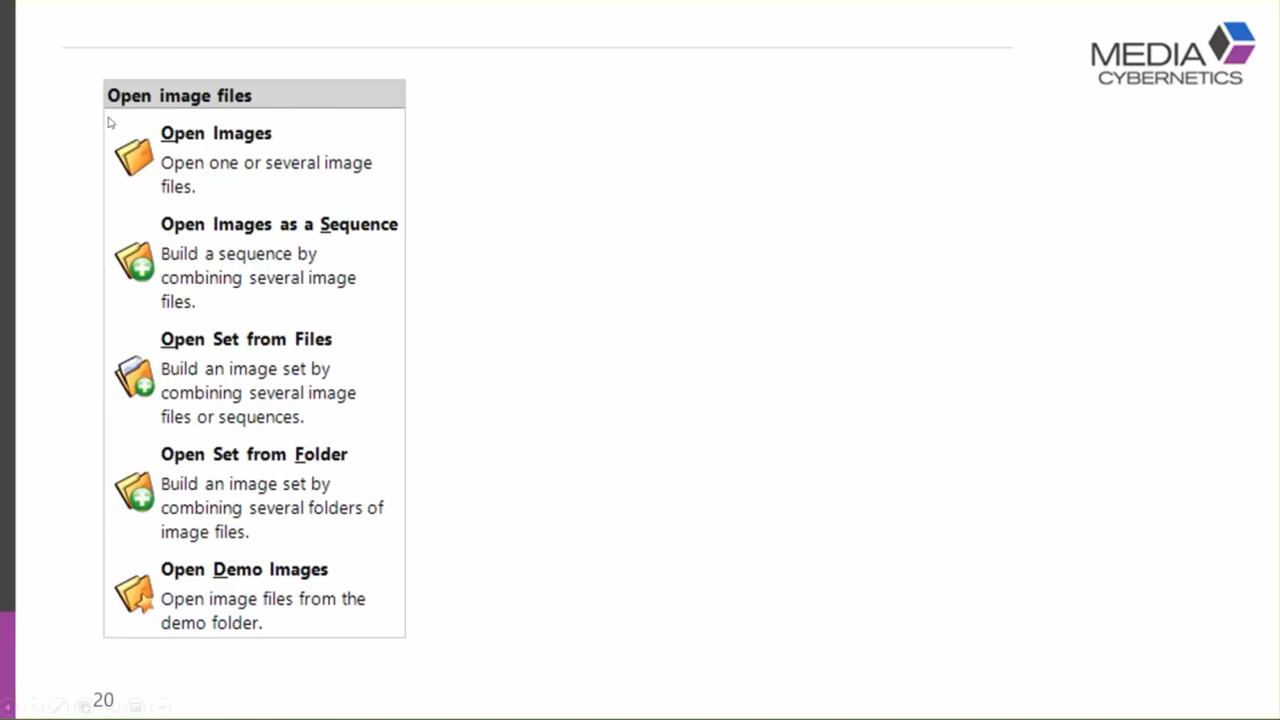 MEDIA
CYBERNETICS
Open image files
Open Images
Open one or several image
files.
Open Images as a Sequence
Build a sequence by
combining several image
files.
Open Set from Files
Build an image set by
combining several image
files or sequences.
Open Set from Folder
Build an image set by
combining several folders of
image files.
Open Demo Images
Open image files from the
demo folder.
20